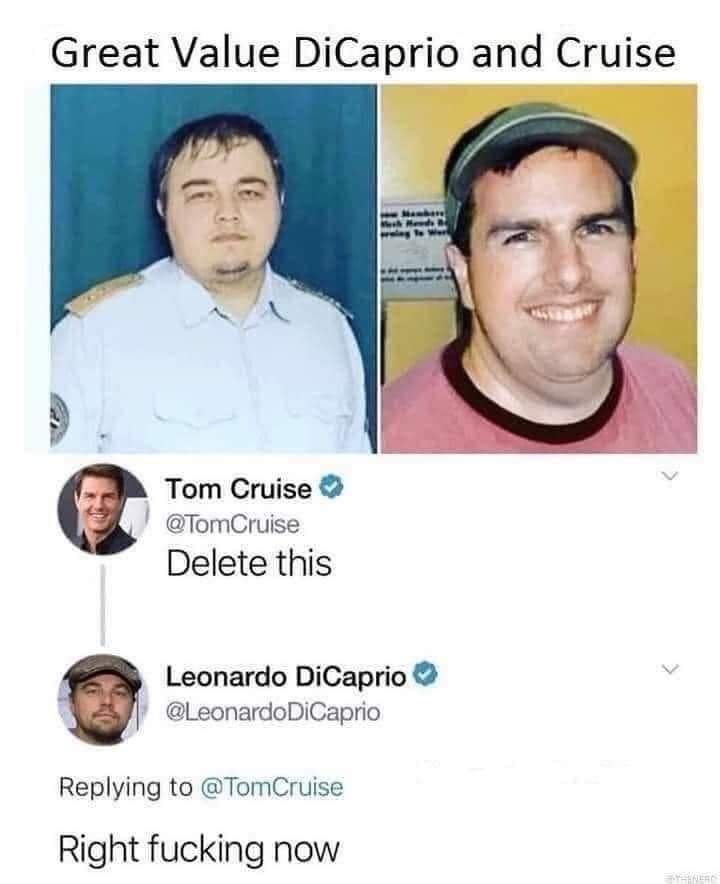 Great Value DiCaprio and Cruise
Tom Cruise
@TomCruise
Delete this
Leonardo DiCaprio
@LeonardoDiCaprio
Replying to @TomCruise
Right fucking now
@THENERD